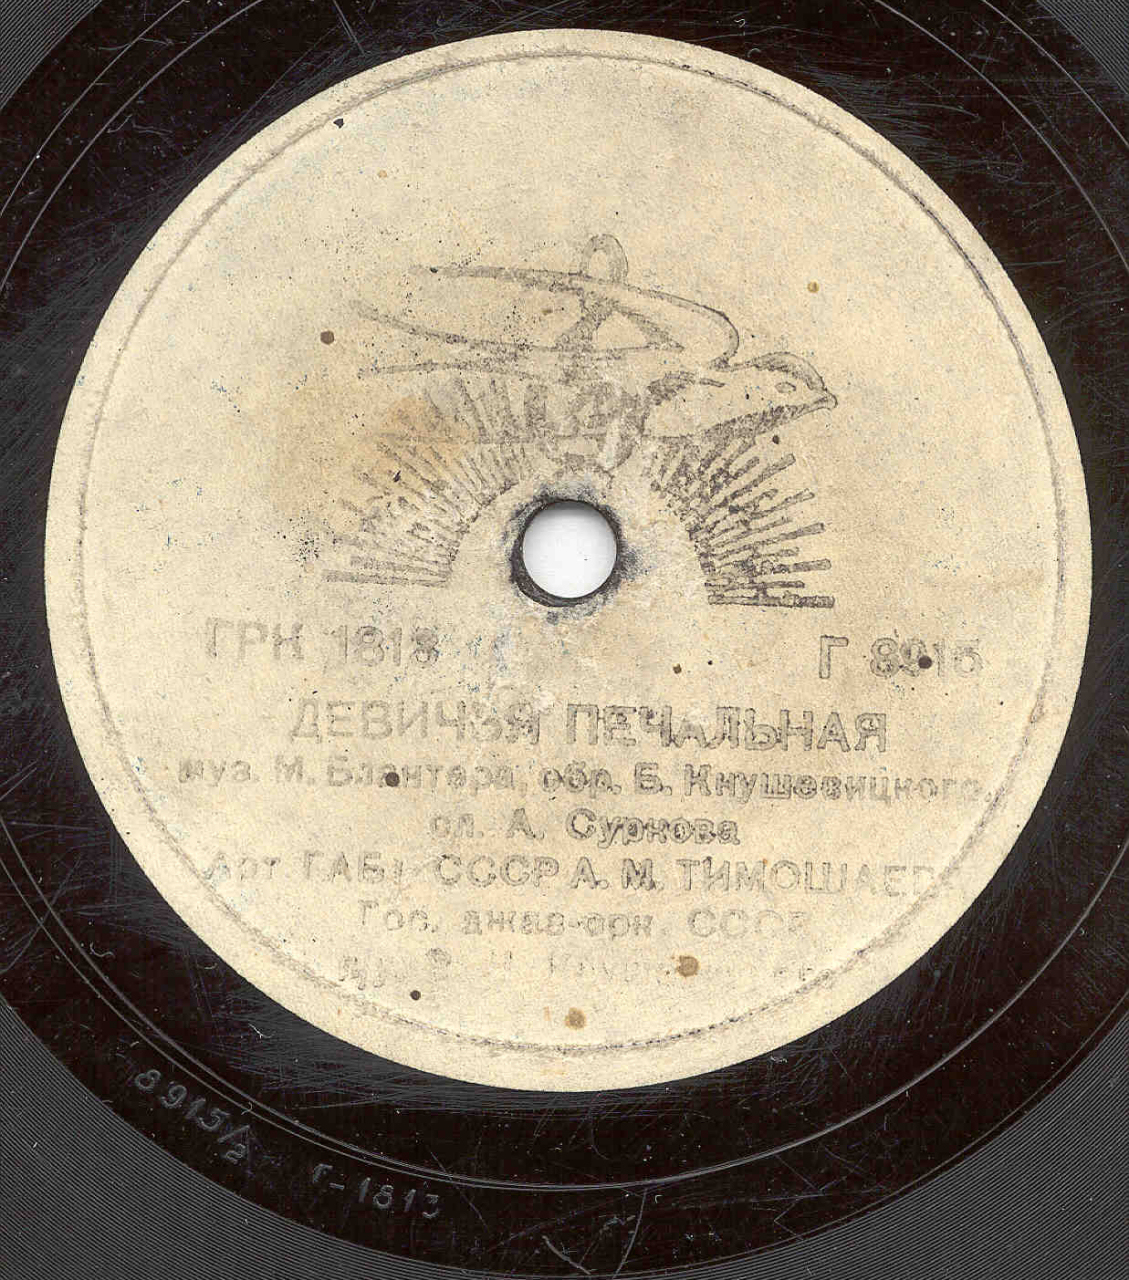 ГРК 1813 Г 8915
ДЕВИЧЬЯ ПЕЧАЛЬНАЯ
муз. М. Блантера, обр. Б. Кнушевицкого,
сл. А. Суркова
Арт ГАБТ СССР А. М. ТИМОШАЕВА
Гос. джаз-орк. СССР
8915/2 Г-1813